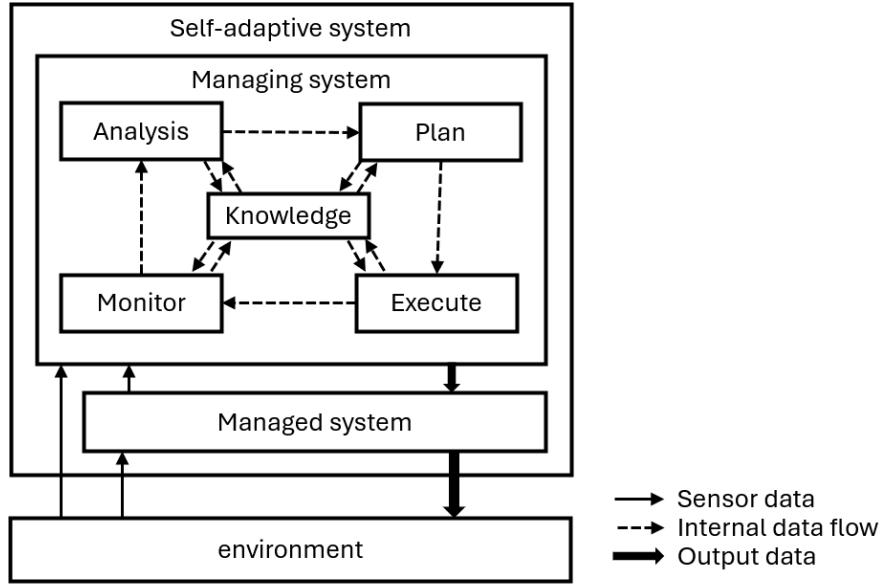 Self-adaptive system
Managing system
Analysis
Plan
Knowledge
Monitor
Execute
Managed system
environment
Sensor data
Internal data flow
Output data